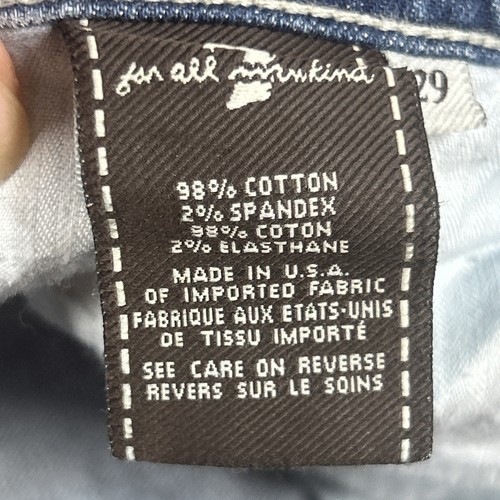 for all mankind
29
98% COTTON
2% SPANDEX
98% COTON
2% ELASTHANE
MADE IN U.S.A.
OF IMPORTED FABRIC
FABRIQUE AUX ETATS-UNIS
DE TISSU IMPORTÉ
SEE CARE ON REVERSE
REVERS SUR LE SOINS